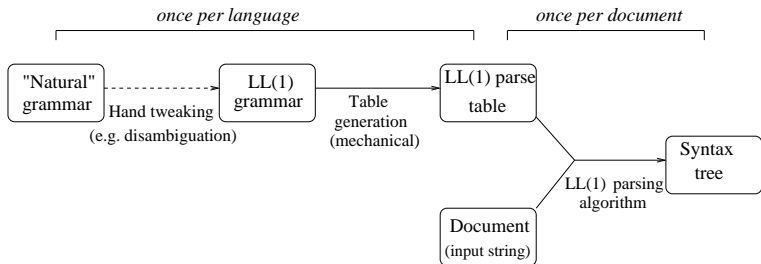 once per language
once per document
"Natural"
grammar
Hand tweaking
(e.g. disambiguation)
LL(1)
grammar
Table
generation
(mechanical)
LL(1) parse
table
Document
(input string)
LL(1) parsing
algorithm
Syntax
tree